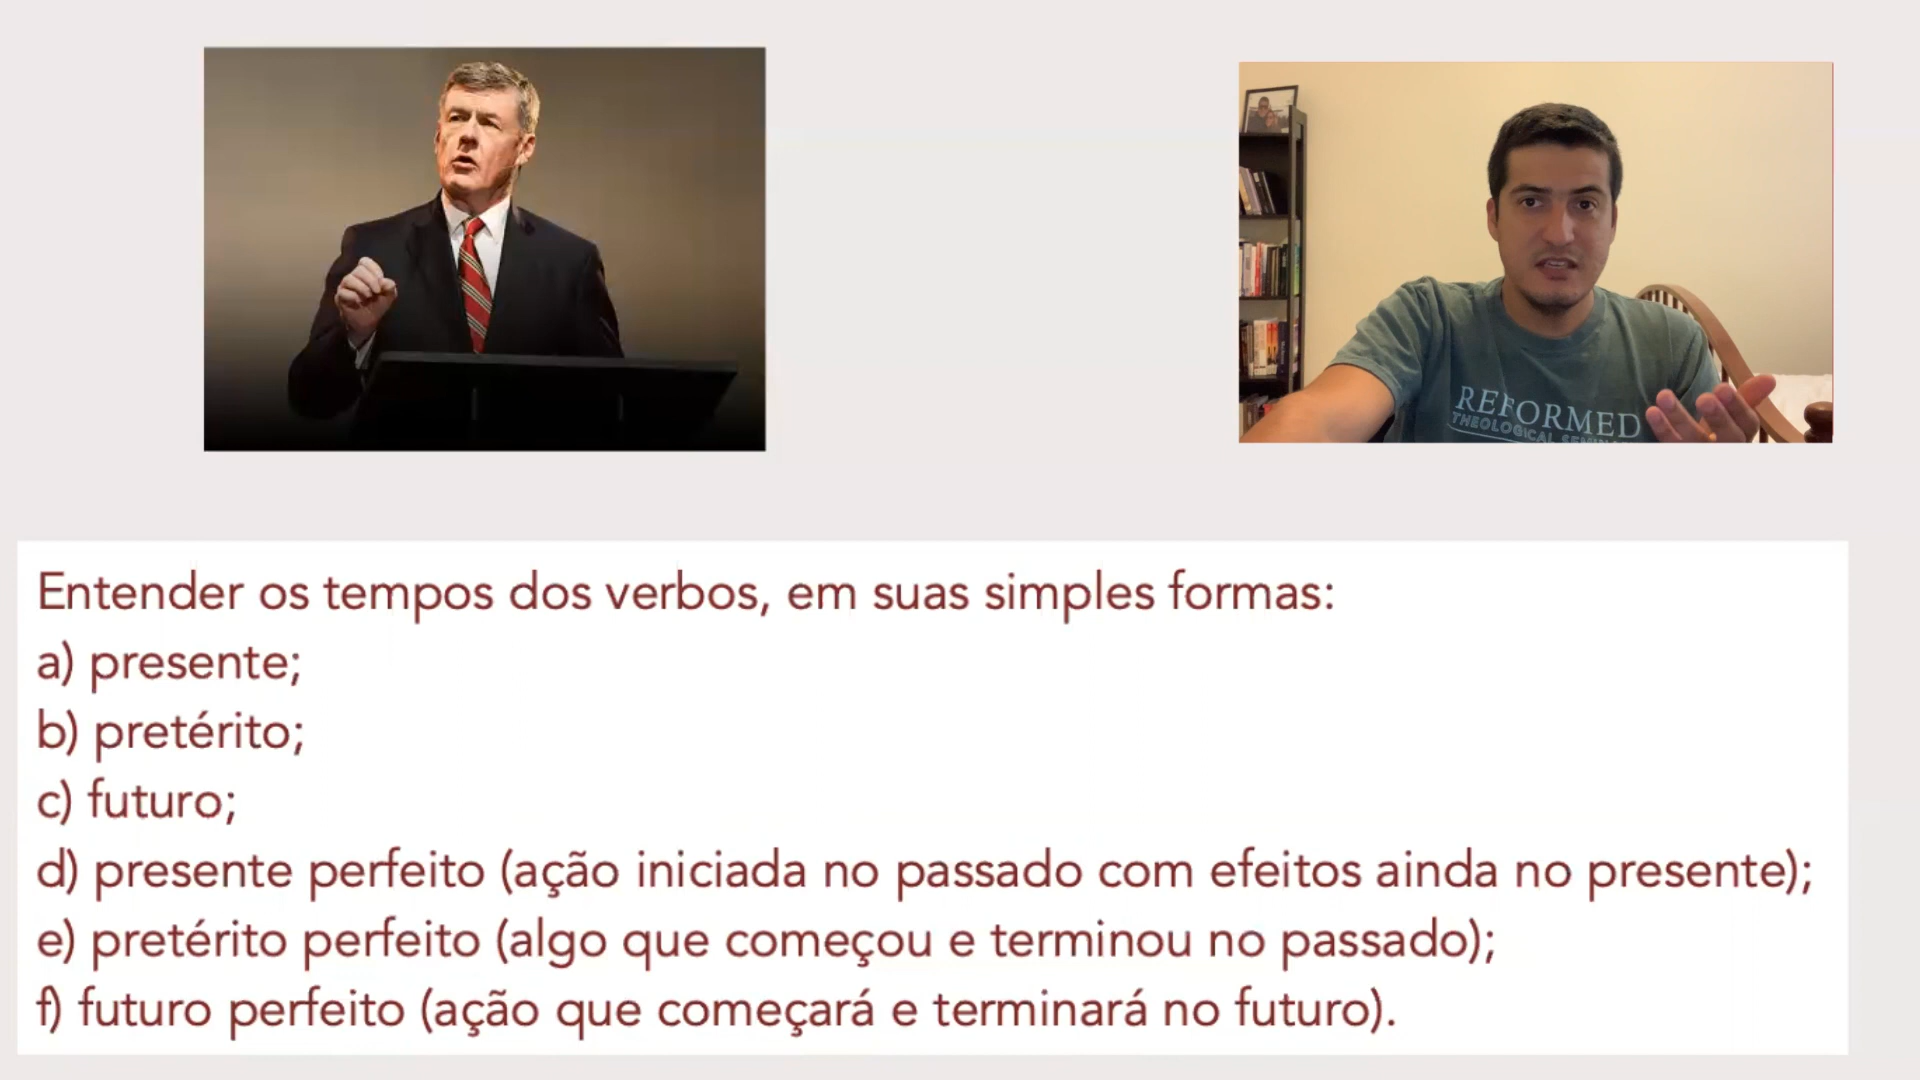 REFORMED
THEOLOGICAL
Entender os tempos dos verbos, em suas simples formas:
a) presente;
b) pretérito;
c) futuro;
d) presente perfeito (ação iniciada no passado com efeitos ainda no presente);
e) pretérito perfeito (algo que começou e terminou no passado);
f) futuro perfeito (ação que começará e terminará no futuro).